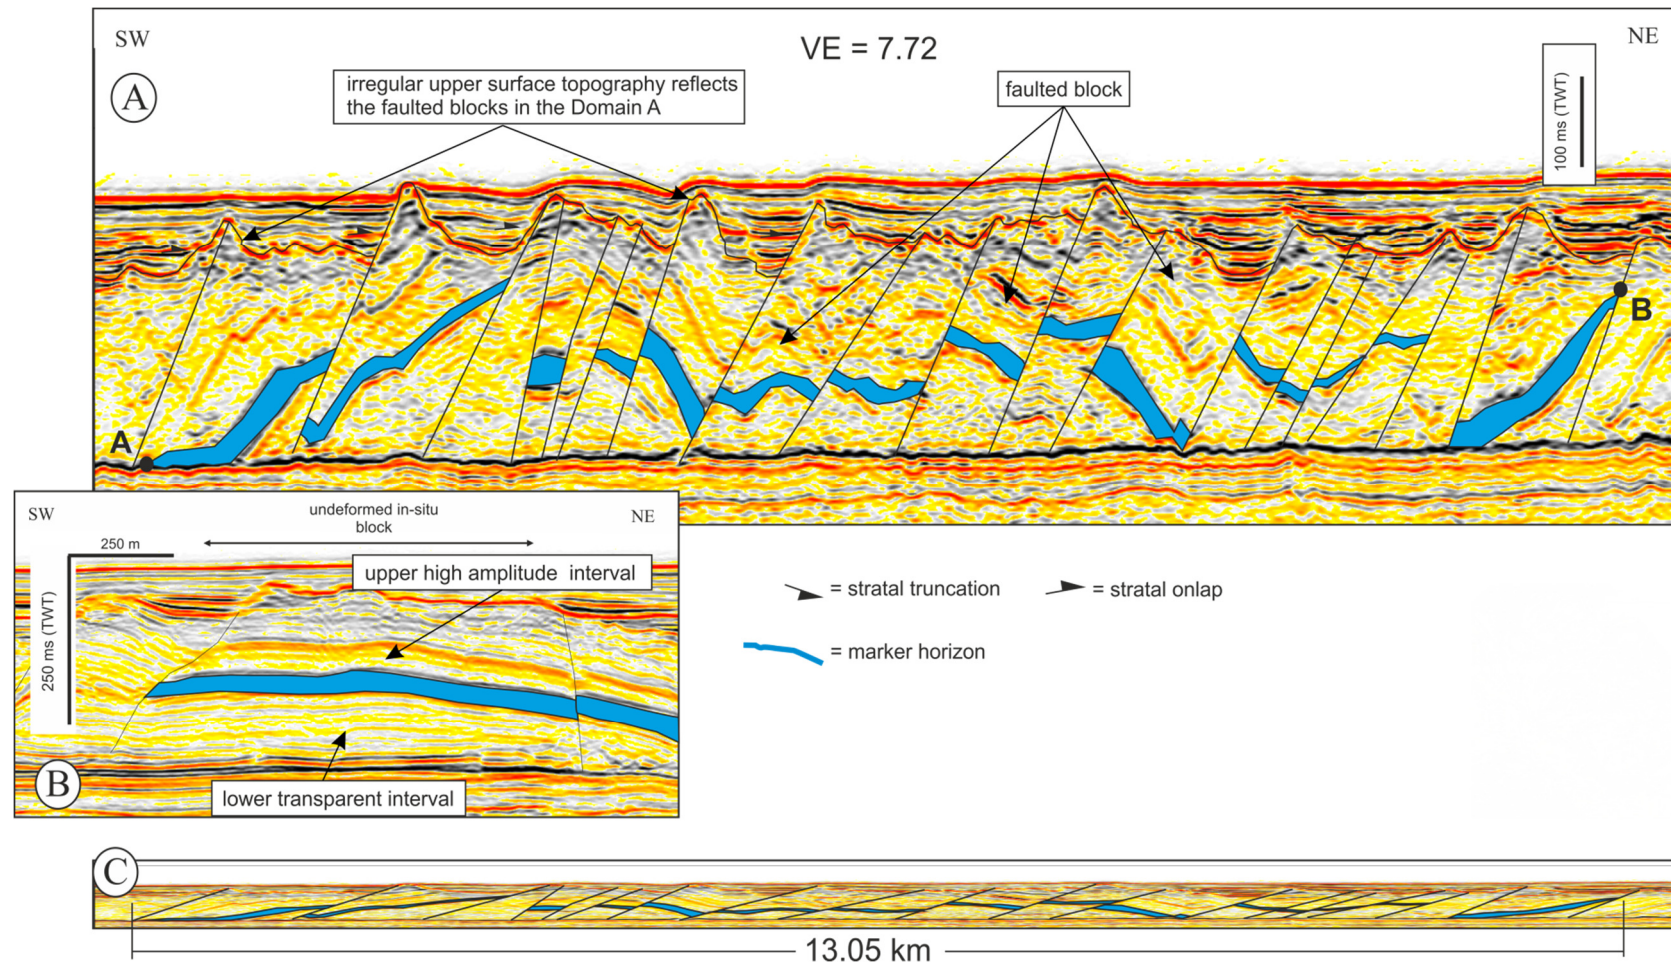 SW
VE = 7.72
NE
A
irregular upper surface topography reflects
the faulted blocks in the Domain A
faulted block
100 ms (TWT)
B
A
SW
undeformed in-situ
block
NE
250 m
upper high amplitude interval
250 ms (TWT)
lower transparent interval
B
= stratal truncation
= stratal onlap
= marker horizon
C
13.05 km